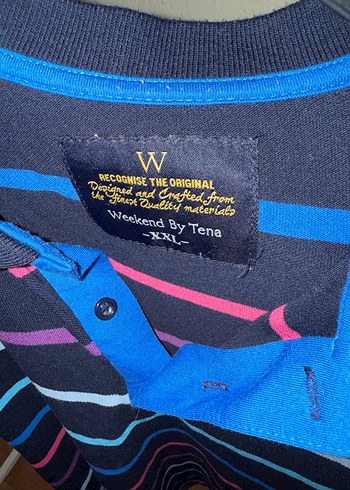 W
RECOGNISE THE ORIGINAL
Designed and Crafted from
the finest Quality materials
Weekend By Tena
-XXL-